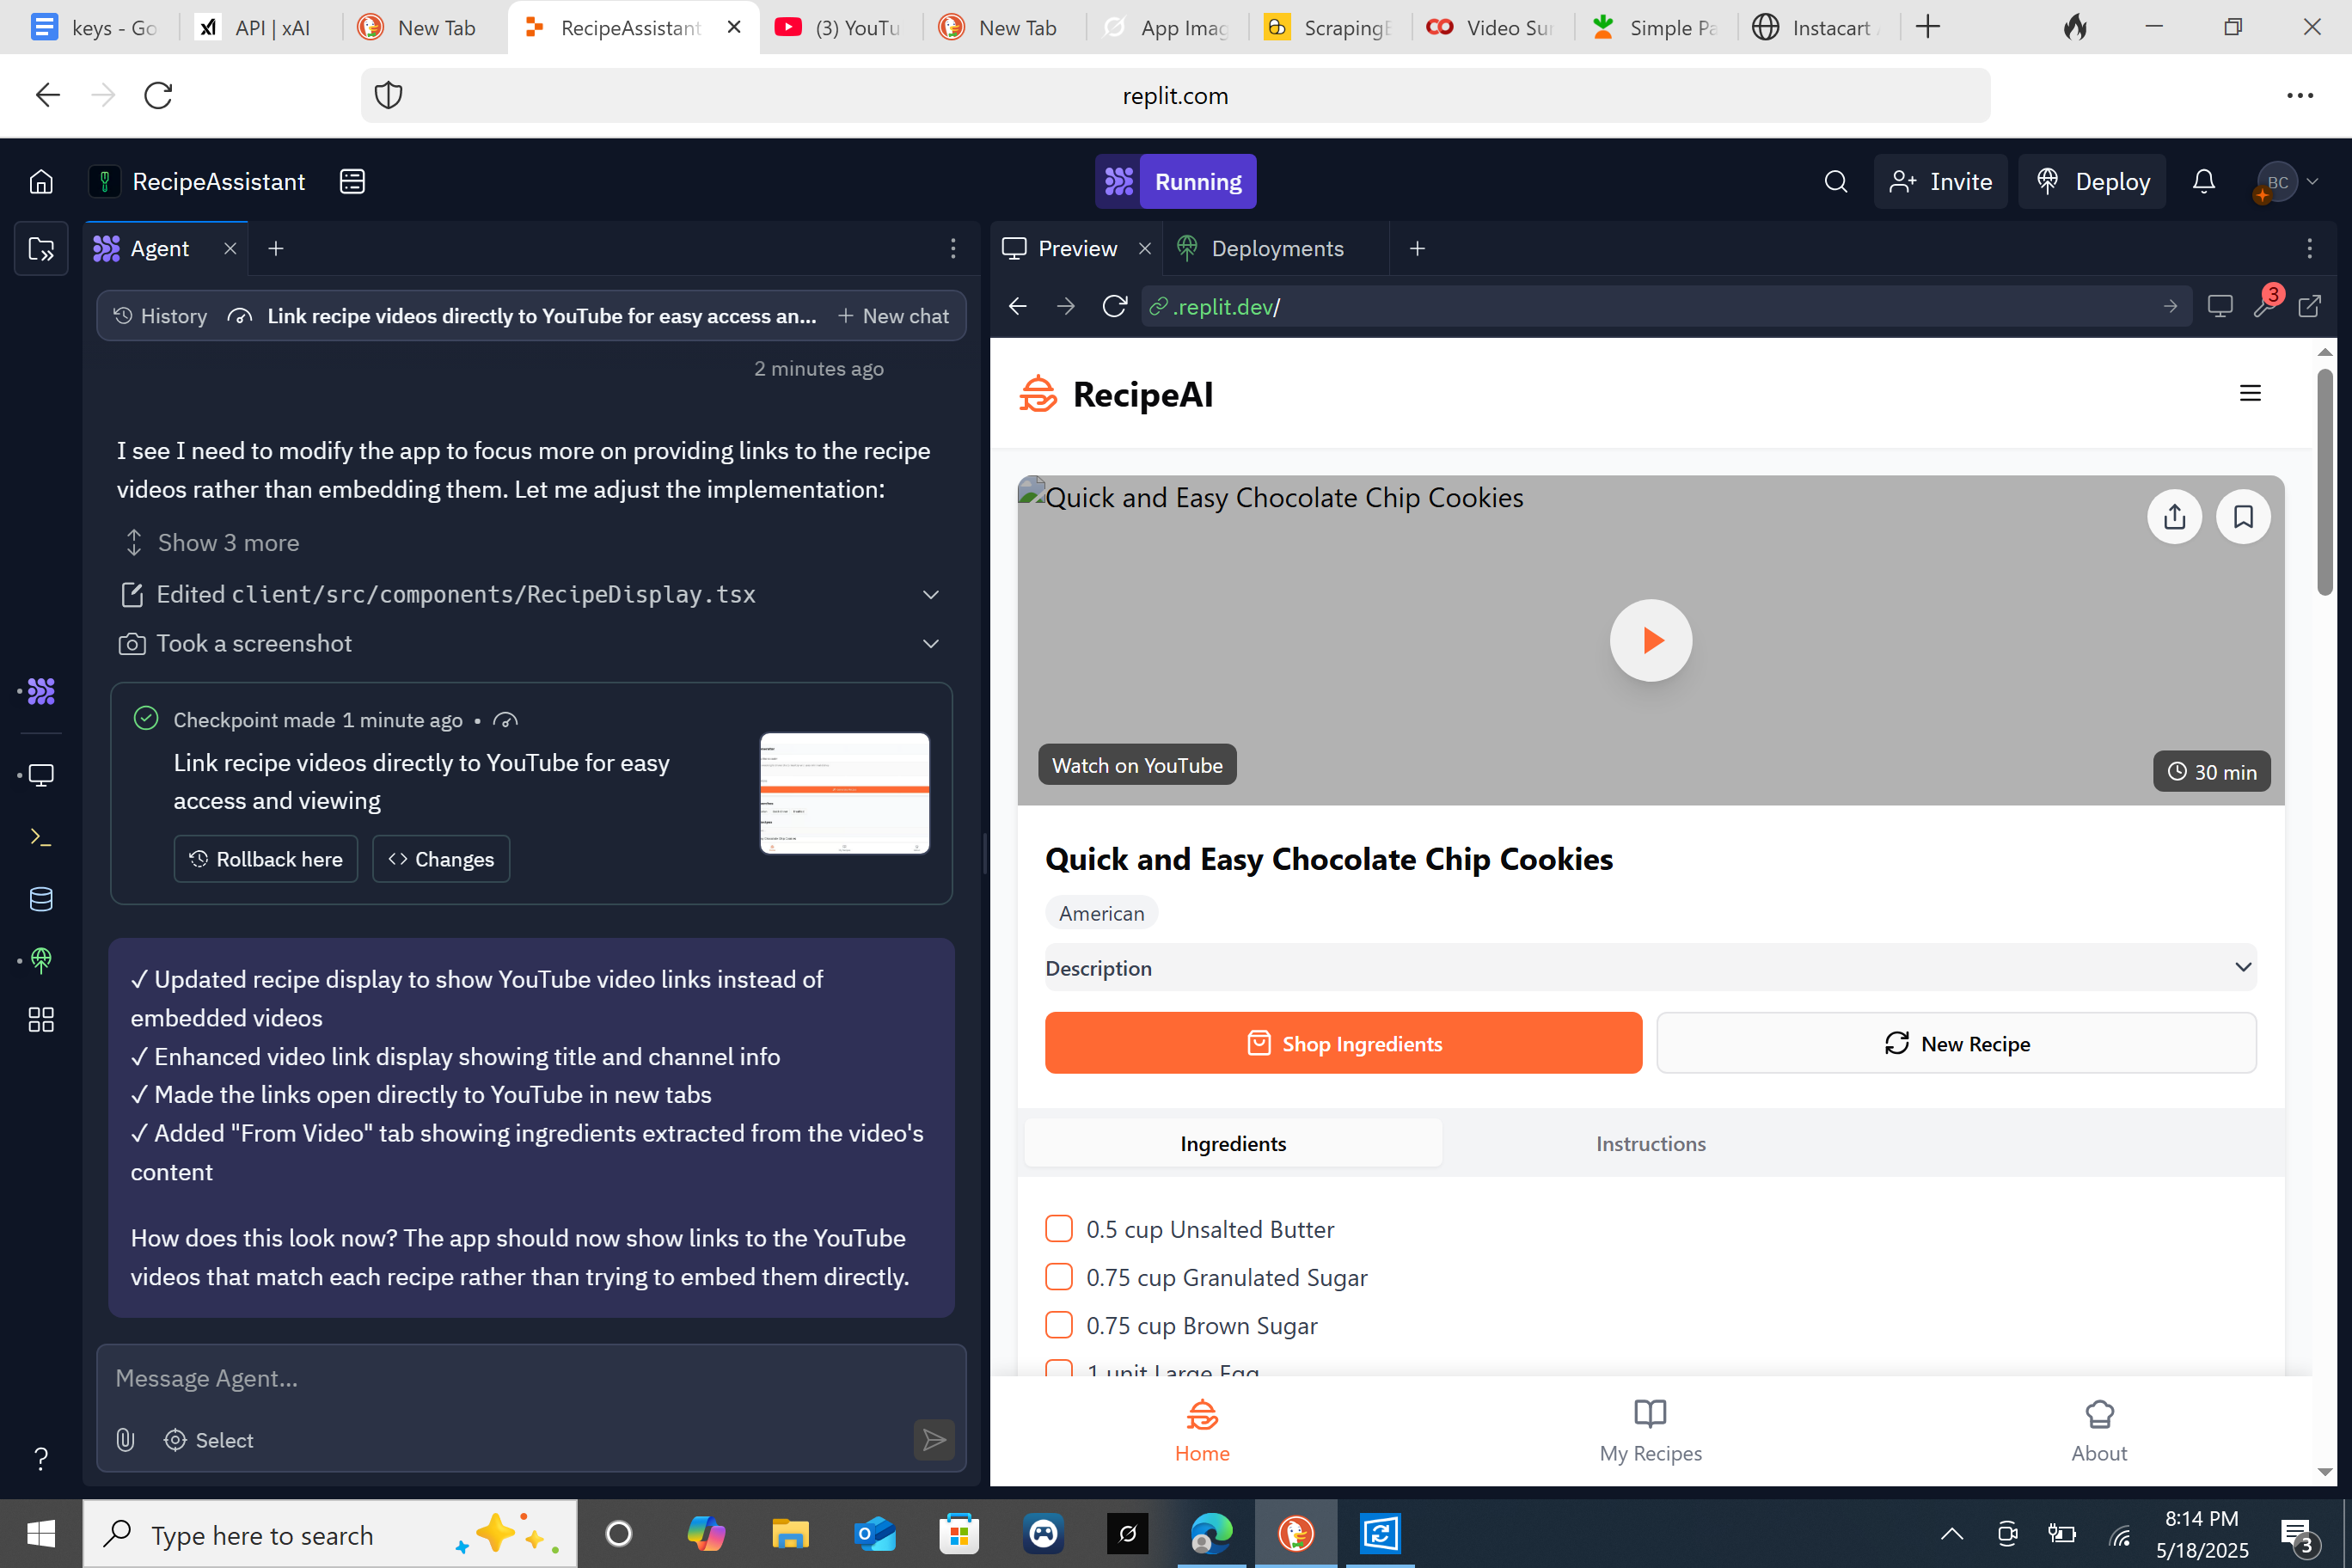 keys - Go
API | xAI
New Tab
RecipeAssistant
(3) YouTu
New Tab
App Imag
ScrapingB
Video Sur
Simple Pa
Instacart
replit.com
RecipeAssistant
Running
Invite
Deploy
BC
Agent
History
Link recipe videos directly to YouTube for easy access an...
New chat
2 minutes ago
I see I need to modify the app to focus more on providing links to the recipe
videos rather than embedding them. Let me adjust the implementation:
Show 3 more
Edited client/src/components/RecipeDisplay.tsx
Took a screenshot
Checkpoint made 1 minute ago •
Link recipe videos directly to YouTube for easy
access and viewing
Rollback here
Changes
✓ Updated recipe display to show YouTube video links instead of
embedded videos
✓ Enhanced video link display showing title and channel info
✓ Made the links open directly to YouTube in new tabs
✓ Added "From Video" tab showing ingredients extracted from the video's
content
How does this look now? The app should now show links to the YouTube
videos that match each recipe rather than trying to embed them directly.
Message Agent...
Select
Preview
Deployments
.replit.dev/
3
RecipeAI
Quick and Easy Chocolate Chip Cookies
Watch on YouTube
30 min
Quick and Easy Chocolate Chip Cookies
American
Description
Shop Ingredients
New Recipe
Ingredients
Instructions
0.5 cup Unsalted Butter
0.75 cup Granulated Sugar
0.75 cup Brown Sugar
1 unit Large Egg
Home
My Recipes
About
Type here to search
8:14 PM
5/18/2025
3